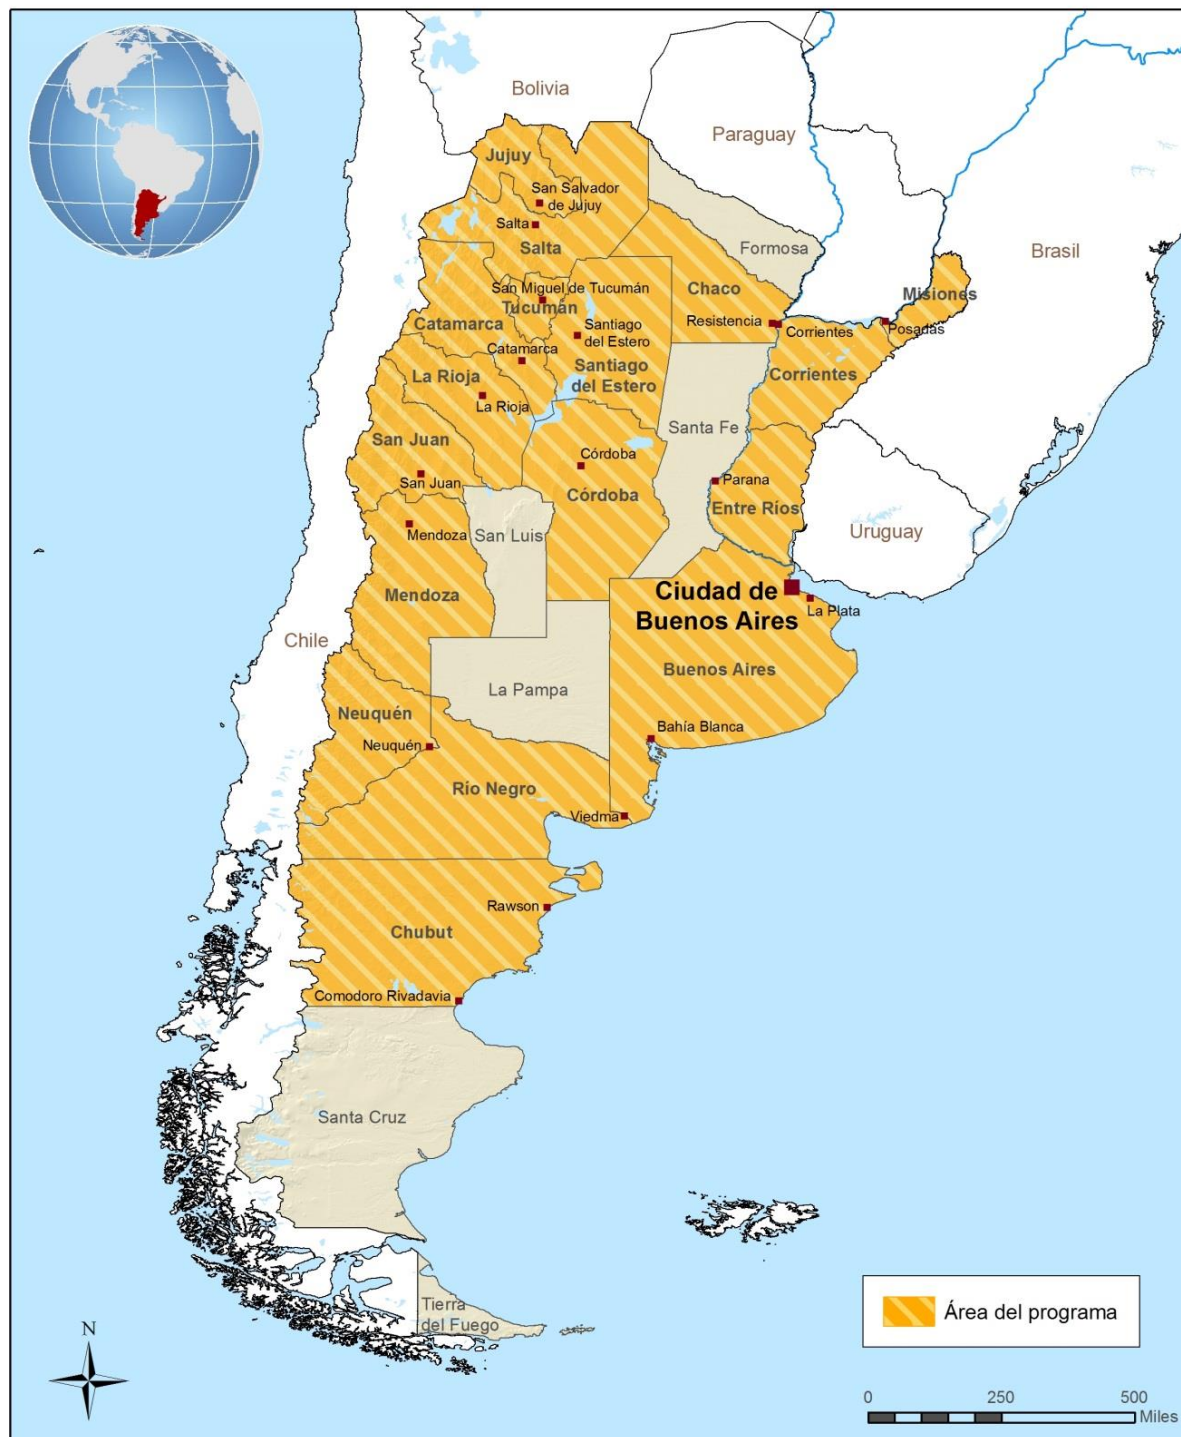 Bolivia
Paraguay
Jujuy
San Salvador
de Jujuy
Salta
Salta
Formosa
Brasil
Chaco
Misiones
San Miguel de Tucumán
Tucumán
Catamarca
Resistencia
Corrientes
Posadas
Santiago
del Estero
Catamarca
Santiago
del Estero
Corrientes
La Rioja
La Rioja
Santa Fe
San Juan
San Juan
Córdoba
Córdoba
Parana
Entre Ríos
Mendoza
San Luis
Uruguay
Mendoza
Ciudad de
Buenos Aires
La Plata
Chile
Buenos Aires
La Pampa
Neuquén
Neuquén
Bahía Blanca
Río Negro
Viedma
Rawson
Chubut
Comodoro Rivadavia
Santa Cruz
Tierra
del Fuego
Área del programa
N
0 250 500
Miles